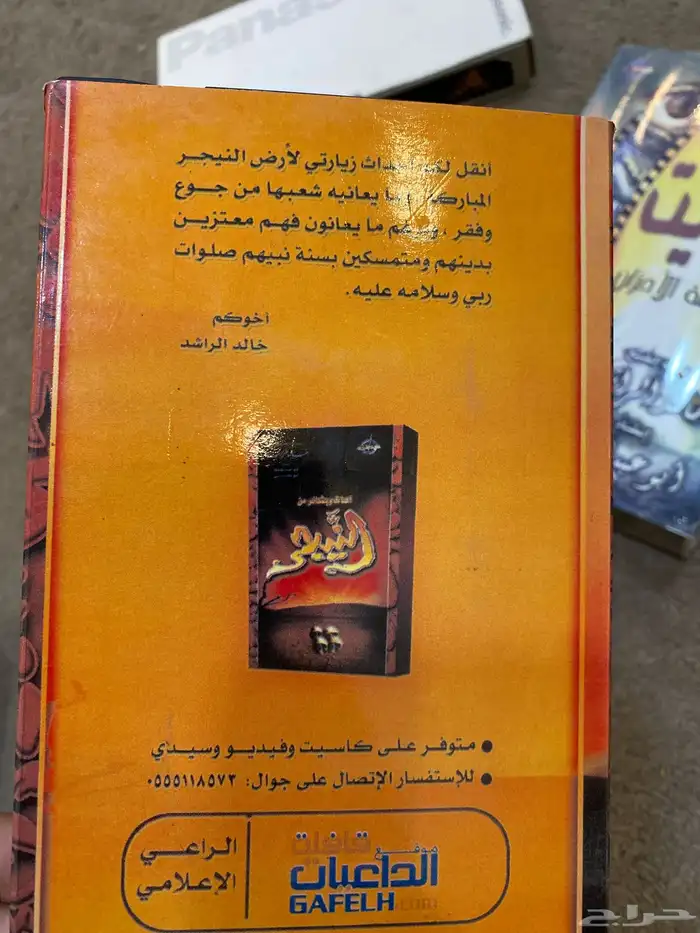 Panas
أنقل لكم أحداث زيارتي لأرض النيجر
المباركة يعانيه شعبها من جوع
وفقر ، ما يعانون فهم معتزين
بدينهم ومتمسكين بسنة نبيهم صلوات
ربي وسلامه عليه .
أخوكم
خالد الراشد
النيجر
• متوفر على كاسيت وفيديو وسيدي
• للإستفسار الإتصال على جوال: ٠٥٥٥١١٨٥٧٣
الراعي
الإعلامي
موقع قافلة
الداعيات
GAFELH.com
حراج